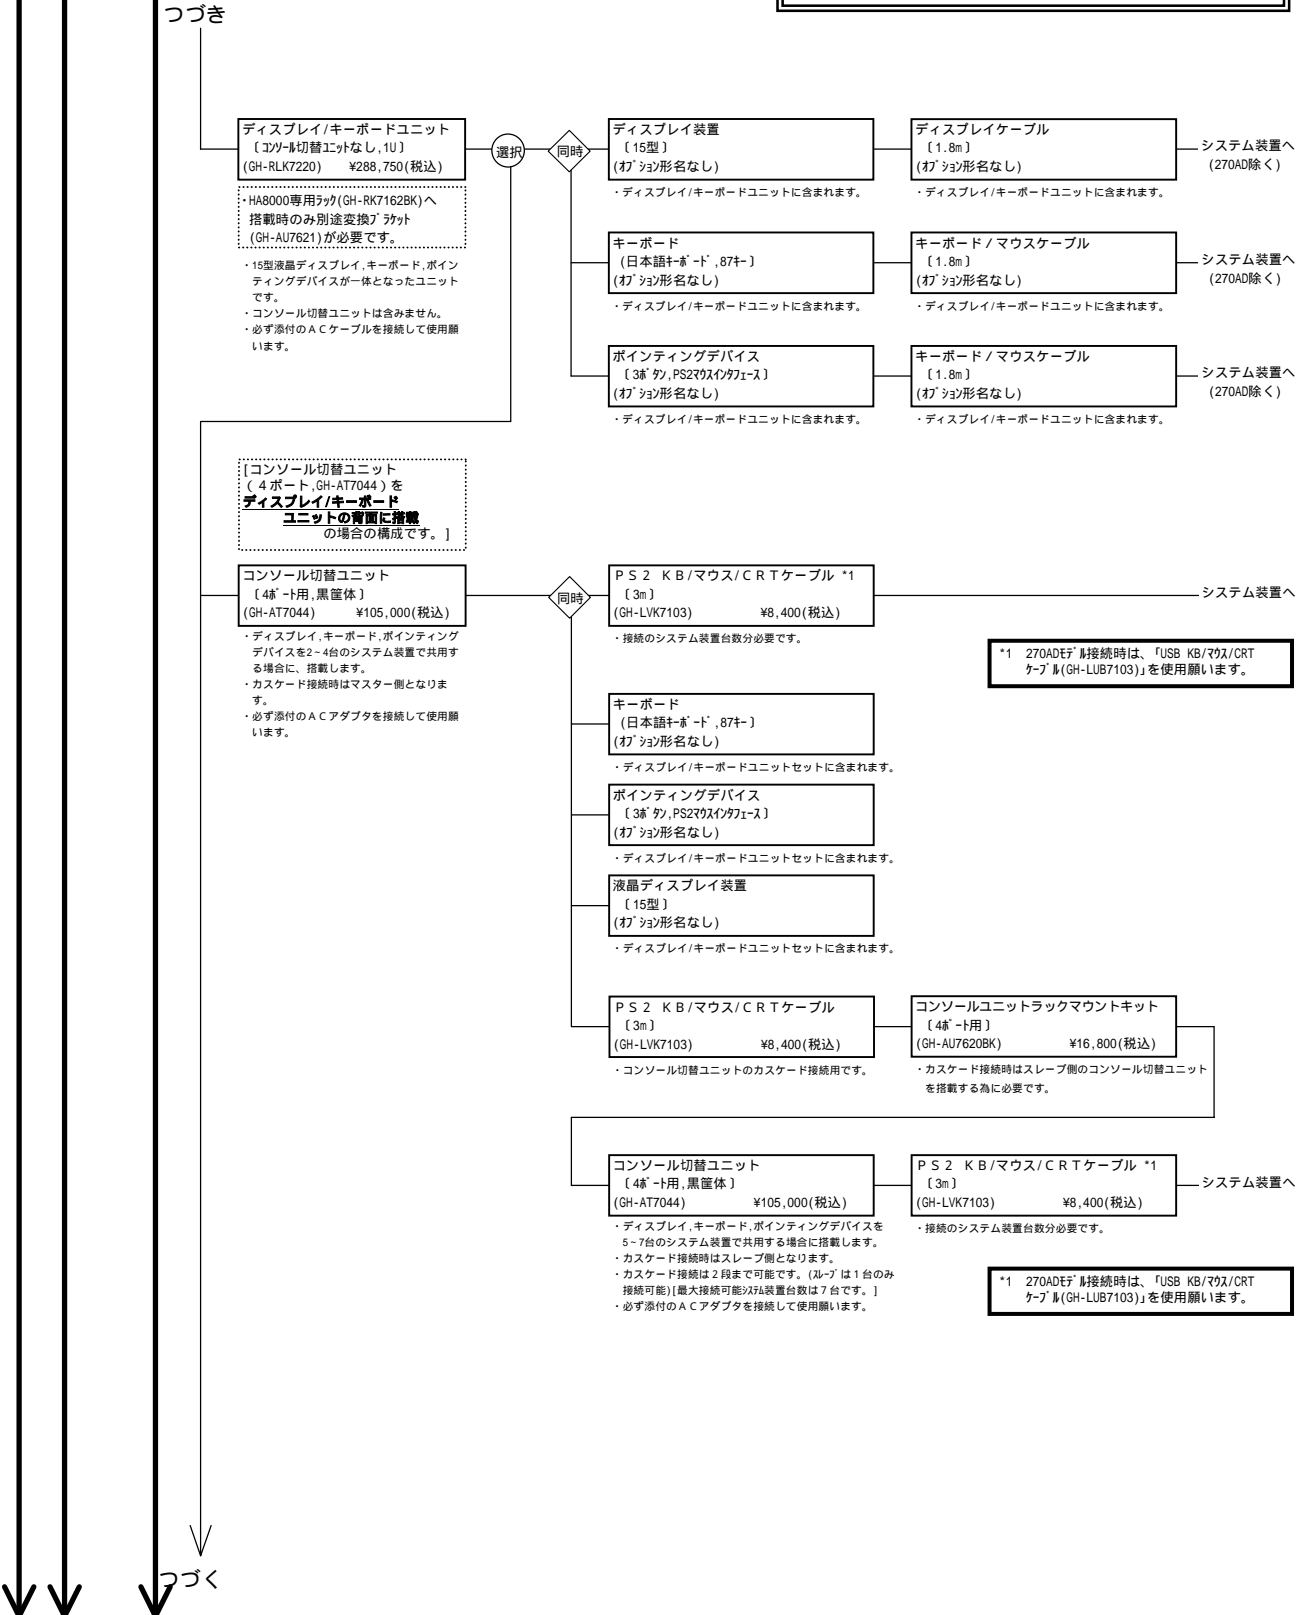 つづき
ディスプレイ/キーボードユニット
〔コンソール切替ユニットなし,1U〕
(GH-RLK7220) ¥288,750(税込)
選択
同時
ディスプレイ装置
〔15型〕
(オプション形名なし)
・ディスプレイ/キーボードユニットに含まれます。
ディスプレイケーブル
〔1.8m〕
(オプション形名なし)
・ディスプレイ/キーボードユニットに含まれます。
システム装置へ
(270AD除く)
・HA8000専用ラック(GH-RK7162BK)へ
搭載時のみ別途変換ブラケット
(GH-AU7621)が必要です。
・15型液晶ディスプレイ,キーボード,ポイン
ティングデバイスが一体となったユニット
です。
・コンソール切替ユニットは含みません。
・必ず添付のACケーブルを接続して使用願
います。
キーボード
(日本語キーボード,87キー〕
(オプション形名なし)
・ディスプレイ/キーボードユニットに含まれます。
キーボード/マウスケーブル
〔1.8m〕
(オプション形名なし)
・ディスプレイ/キーボードユニットに含まれます。
システム装置へ
(270AD除く)
ポインティングデバイス
〔3ボタン,PS2マウスインタフェース〕
(オプション形名なし)
・ディスプレイ/キーボードユニットに含まれます。
キーボード/マウスケーブル
〔1.8m〕
(オプション形名なし)
・ディスプレイ/キーボードユニットに含まれます。
システム装置へ
(270AD除く)
[コンソール切替ユニット
(4ポート,GH-AT7044)を
ディスプレイ/キーボード
ユニットの背面に搭載
の場合の構成です。]
コンソール切替ユニット
〔4ポート用,黒筐体〕
(GH-AT7044) ¥105,000(税込)
・ディスプレイ,キーボード,ポインティング
デバイスを2~4台のシステム装置で共用す
る場合に、搭載します。
・カスケード接続時はマスター側となりま
す。
・必ず添付のACアダプタを接続して使用願
います。
同時
PS2 KB/マウス/CRTケーブル *1
〔3m〕
(GH-LVK7103) ¥8,400(税込)
・接続のシステム装置台数分必要です。
システム装置へ
*1 270ADモデル接続時は、「USB KB/マウス/CRT
ケーブル(GH-LUB7103)」を使用願います。
キーボード
(日本語キーボード,87キー〕
(オプション形名なし)
・ディスプレイ/キーボードユニットセットに含まれます。
ポインティングデバイス
〔3ボタン,PS2マウスインタフェース〕
(オプション形名なし)
・ディスプレイ/キーボードユニットセットに含まれます。
液晶ディスプレイ装置
〔15型〕
(オプション形名なし)
・ディスプレイ/キーボードユニットセットに含まれます。
PS2 KB/マウス/CRTケーブル
〔3m〕
(GH-LVK7103) ¥8,400(税込)
・コンソール切替ユニットのカスケード接続用です。
コンソールユニットラックマウントキット
〔4ポート用〕
(GH-AU7620BK) ¥16,800(税込)
・カスケード接続時はスレーブ側のコンソール切替ユニット
を搭載する為に必要です。
コンソール切替ユニット
〔4ポート用,黒筐体〕
(GH-AT7044) ¥105,000(税込)
・ディスプレイ,キーボード,ポインティングデバイスを
5~7台のシステム装置で共用する場合に搭載します。
・カスケード接続時はスレーブ側となります。
・カスケード接続は2段まで可能です。(スレーブは1台のみ
接続可能)[最大接続可能システム装置台数は7台です。]
・必ず添付のACアダプタを接続して使用願います。
PS2 KB/マウス/CRTケーブル *1
〔3m〕
(GH-LVK7103) ¥8,400(税込)
・接続のシステム装置台数分必要です。
システム装置へ
*1 270ADモデル接続時は、「USB KB/マウス/CRT
ケーブル(GH-LUB7103)」を使用願います。
つづく